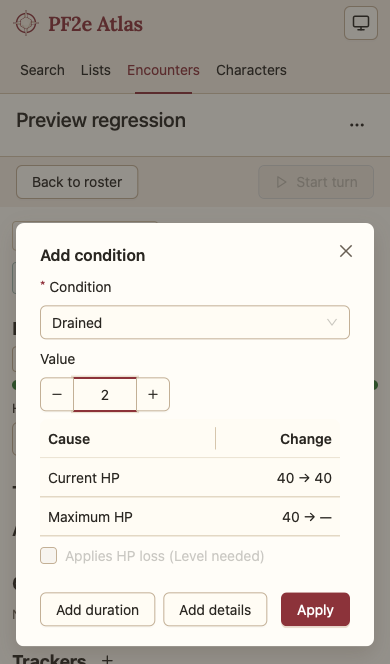 PF2e Atlas
Search Lists Encounters Characters
Preview regression ...
Back to roster Start turn
Add condition
* Condition
Drained
Value
− 2 +
Cause Change
Current HP 40 → 40
Maximum HP 40 → —
Applies HP loss (Level needed)
Add duration Add details Apply
Trackers +